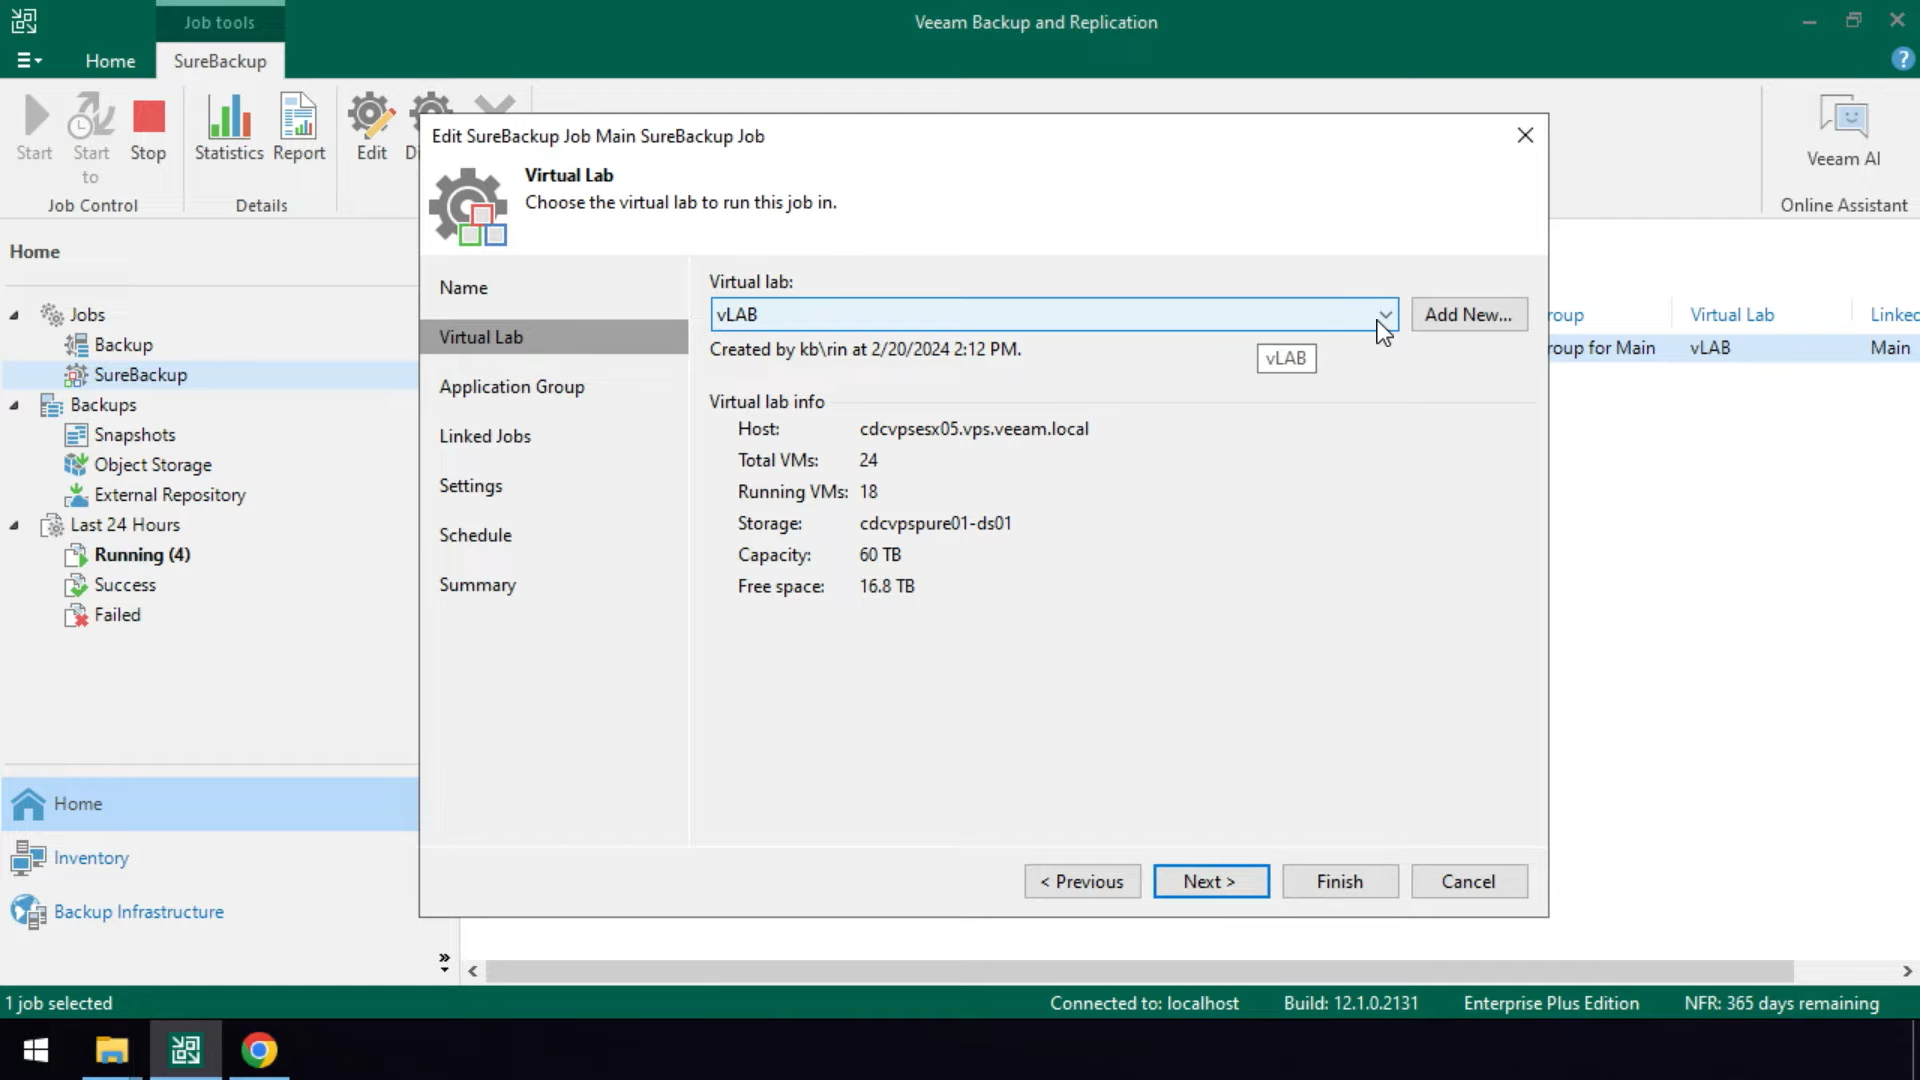 Job tools
Veeam Backup and Replication
Home
SureBackup
Start
Start
to
Stop
Statistics
Report
Edit
Job Control
Details
Veeam AI
Online Assistant
Edit SureBackup Job Main SureBackup Job
Virtual Lab
Choose the virtual lab to run this job in.
Home
Jobs
Backup
SureBackup
Backups
Snapshots
Object Storage
External Repository
Last 24 Hours
Running (4)
Success
Failed
Home
Inventory
Backup Infrastructure
Name
Virtual Lab
Application Group
Linked Jobs
Settings
Schedule
Summary
Virtual lab:
vLAB
Add New...
Created by kb\rin at 2/20/2024 2:12 PM.
vLAB
Virtual lab info
Host: cdcvpsesx05.vps.veeam.local
Total VMs: 24
Running VMs: 18
Storage: cdcvpspure01-ds01
Capacity: 60 TB
Free space: 16.8 TB
< Previous
Next >
Finish
Cancel
roup Virtual Lab Linked
roup for Main vLAB Main
1 job selected
Connected to: localhost Build: 12.1.0.2131 Enterprise Plus Edition NFR: 365 days remaining